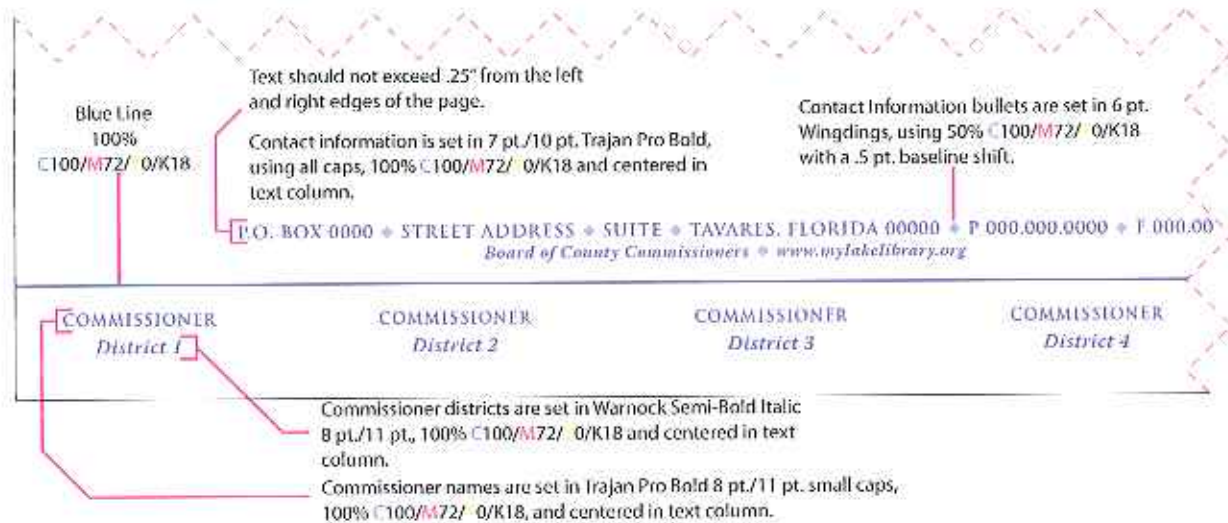 Text should not exceed .25" from the left
and right edges of the page.
Blue Line
100%
C100/M72/Y0/K18
Contact information is set in 7 pt./10 pt. Trajan Pro Bold,
using all caps, 100% C100/M72/Y0/K18 and centered in
text column.
Contact Information bullets are set in 6 pt.
Wingdings, using 50% C100/M72/Y0/K18
with a .5 pt. baseline shift.
P.O. BOX 0000 ◆ STREET ADDRESS ◆ SUITE ◆ TAVARES, FLORIDA 00000 ◆ P 000.000.0000 ◆ F 000.00
Board of County Commissioners ◆ www.mylakelibrary.org
COMMISSIONER COMMISSIONER COMMISSIONER COMMISSIONER
District 1 District 2 District 3 District 4
Commissioner districts are set in Warnock Semi-Bold Italic
8 pt./11 pt., 100% C100/M72/Y0/K18 and centered in text
column.
Commissioner names are set in Trajan Pro Bold 8 pt./11 pt. small caps,
100% C100/M72/Y0/K18, and centered in text column.